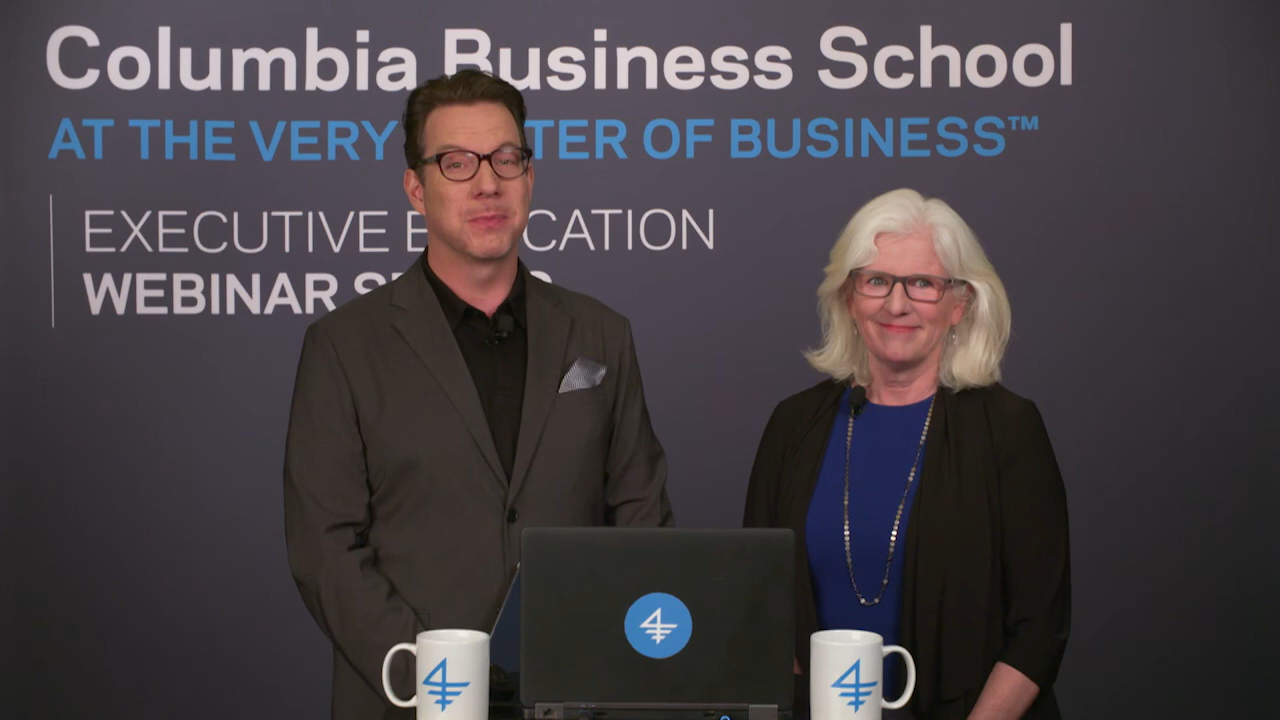 Columbia Business School
AT THE VERY OF BUSINESS™
EXECUTIVE
WEBINAR